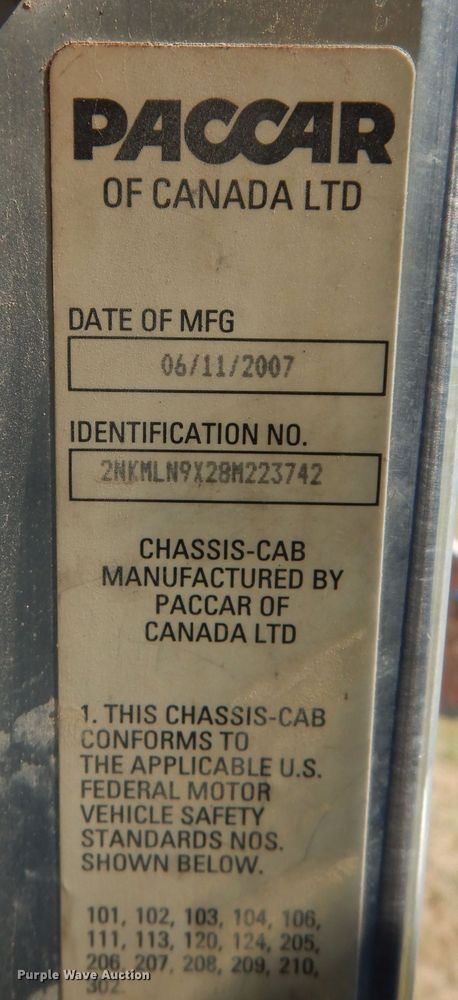 PACCAR
OF CANADA LTD
DATE OF MFG
06/11/2007
IDENTIFICATION NO.
2NKMLN9X28M223742
CHASSIS-CAB
MANUFACTURED BY
PACCAR OF
CANADA LTD
1. THIS CHASSIS-CAB
CONFORMS TO
THE APPLICABLE U.S.
FEDERAL MOTOR
VEHICLE SAFETY
STANDARDS NOS.
SHOWN BELOW.
101, 102, 103, 104, 106,
111, 113, 120, 124, 205,
206, 207, 208, 209, 210,
302.
Purple Wave Auction